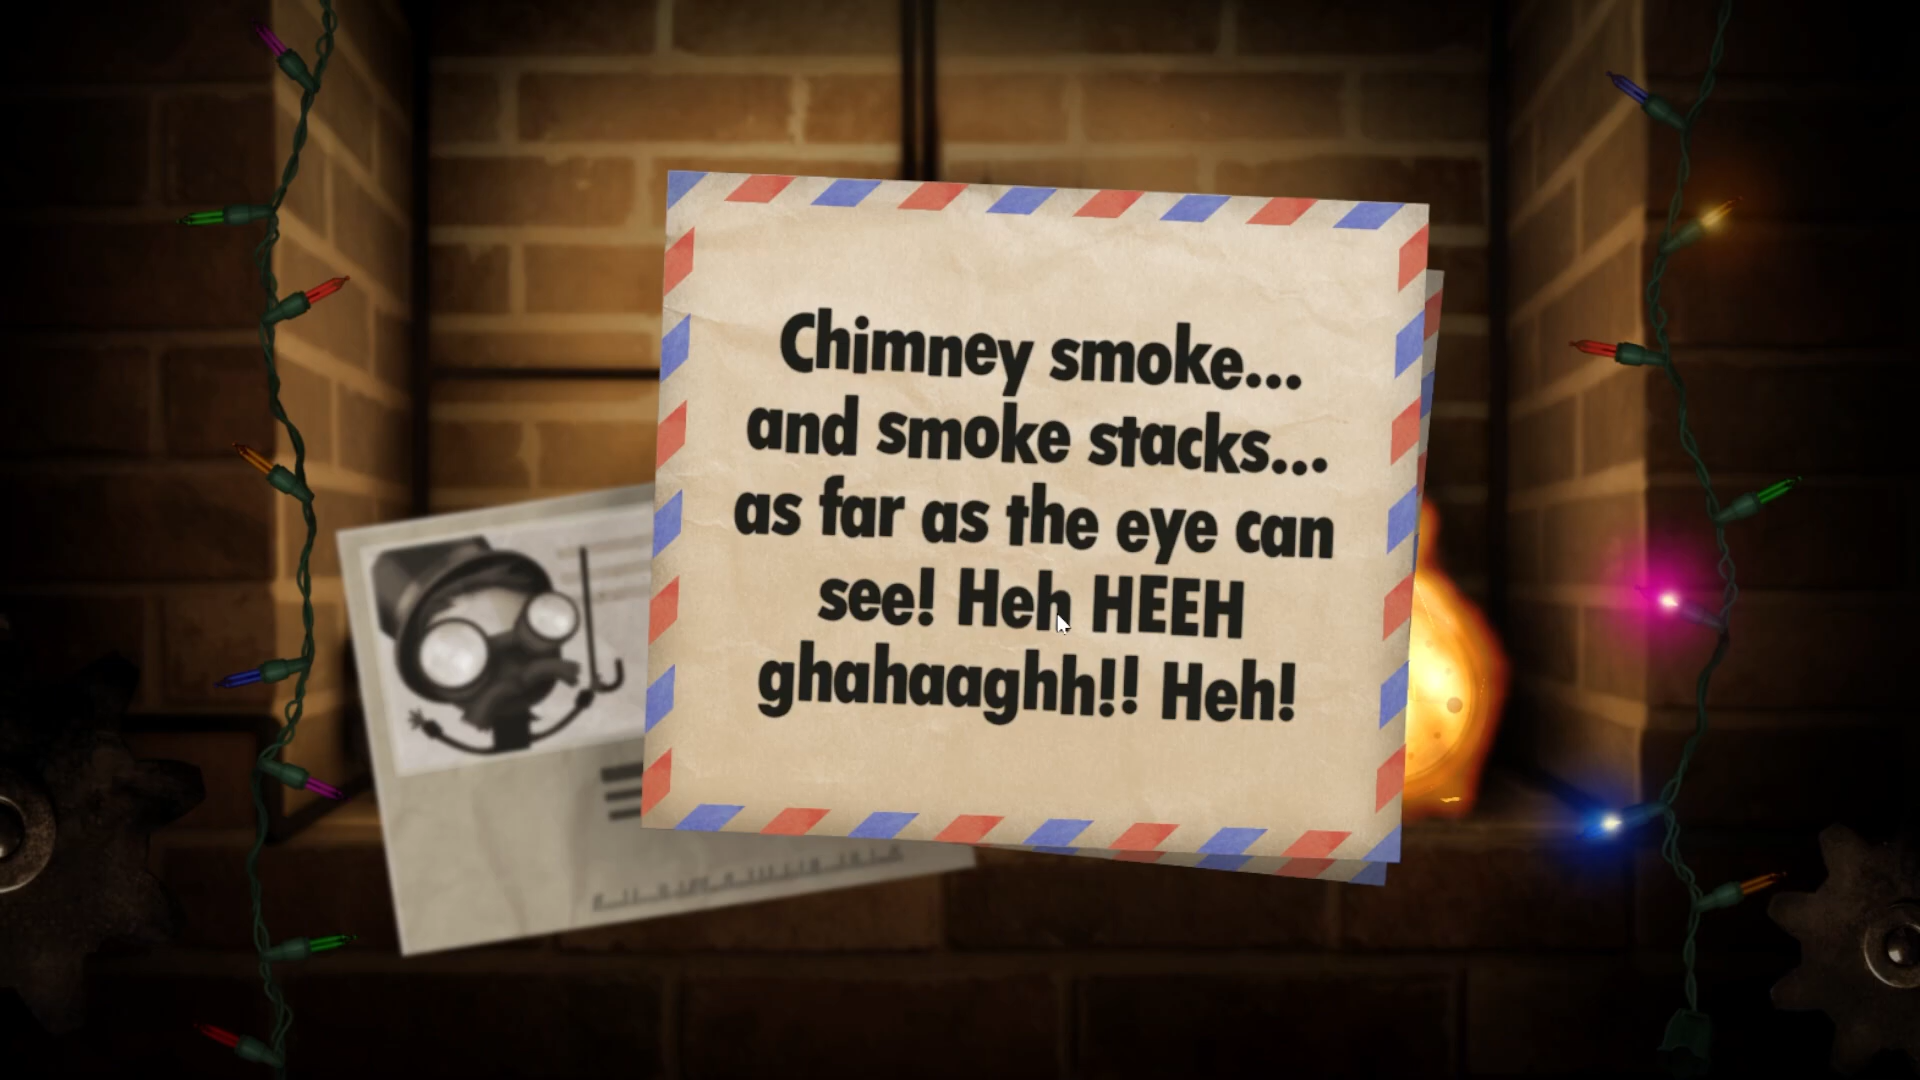 Chimney smoke...
and smoke stacks...
as far as the eye can
see! Heh HEEH
ghahaaghh!! Heh!